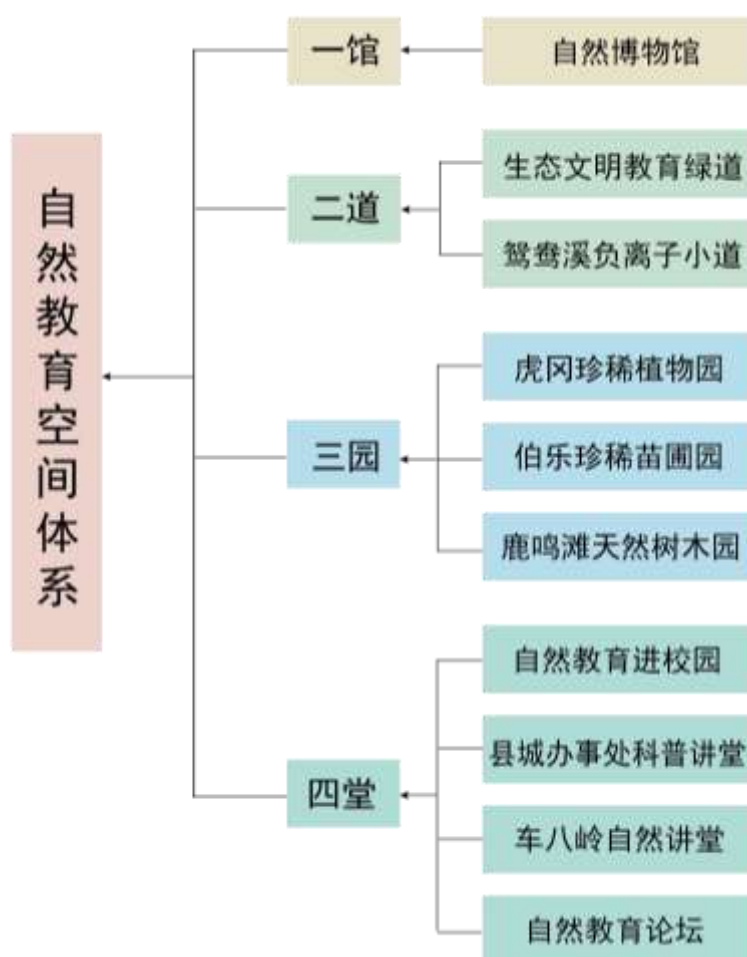 自然教育空间体系
一馆
自然博物馆
二道
生态文明教育绿道
鸳鸯溪负离子小道
三园
虎冈珍稀植物园
伯乐珍稀苗圃园
鹿鸣滩天然树木园
四堂
自然教育进校园
县城办事处科普讲堂
车八岭自然讲堂
自然教育论坛